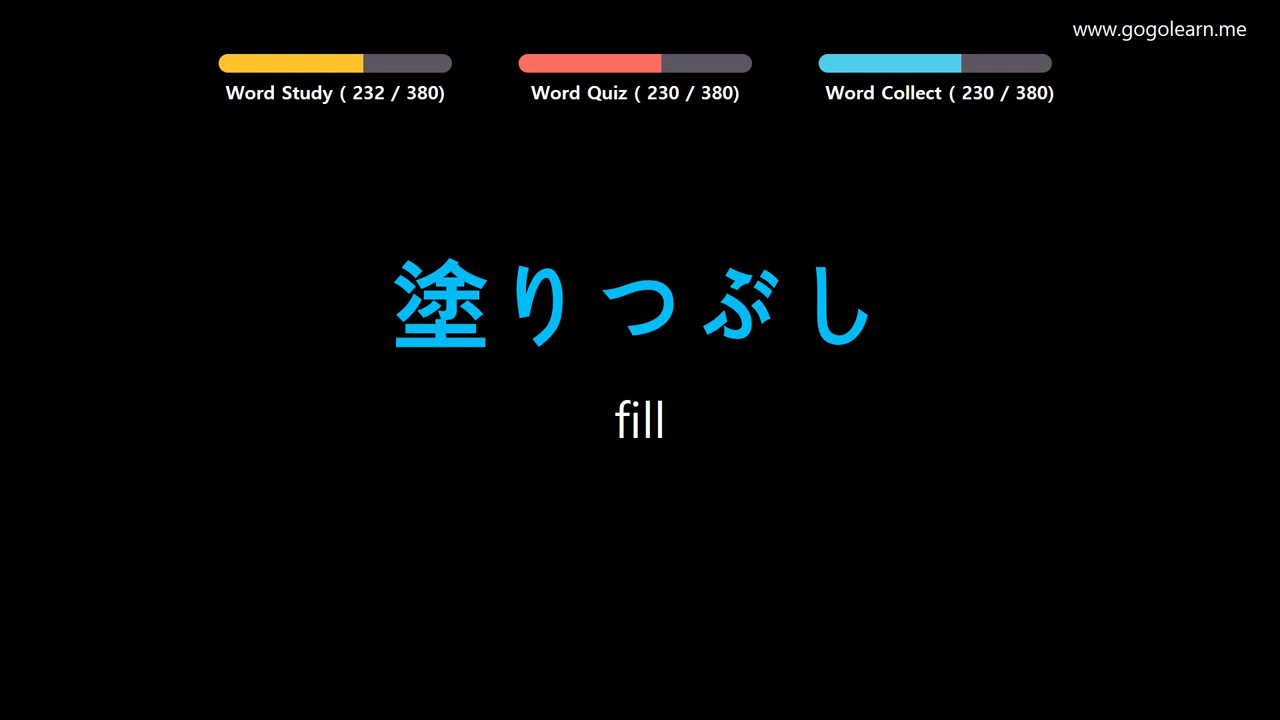 www.gogolearn.me
Word Study ( 232 / 380)
Word Quiz ( 230 / 380)
Word Collect ( 230 / 380)
塗りつぶし
fill